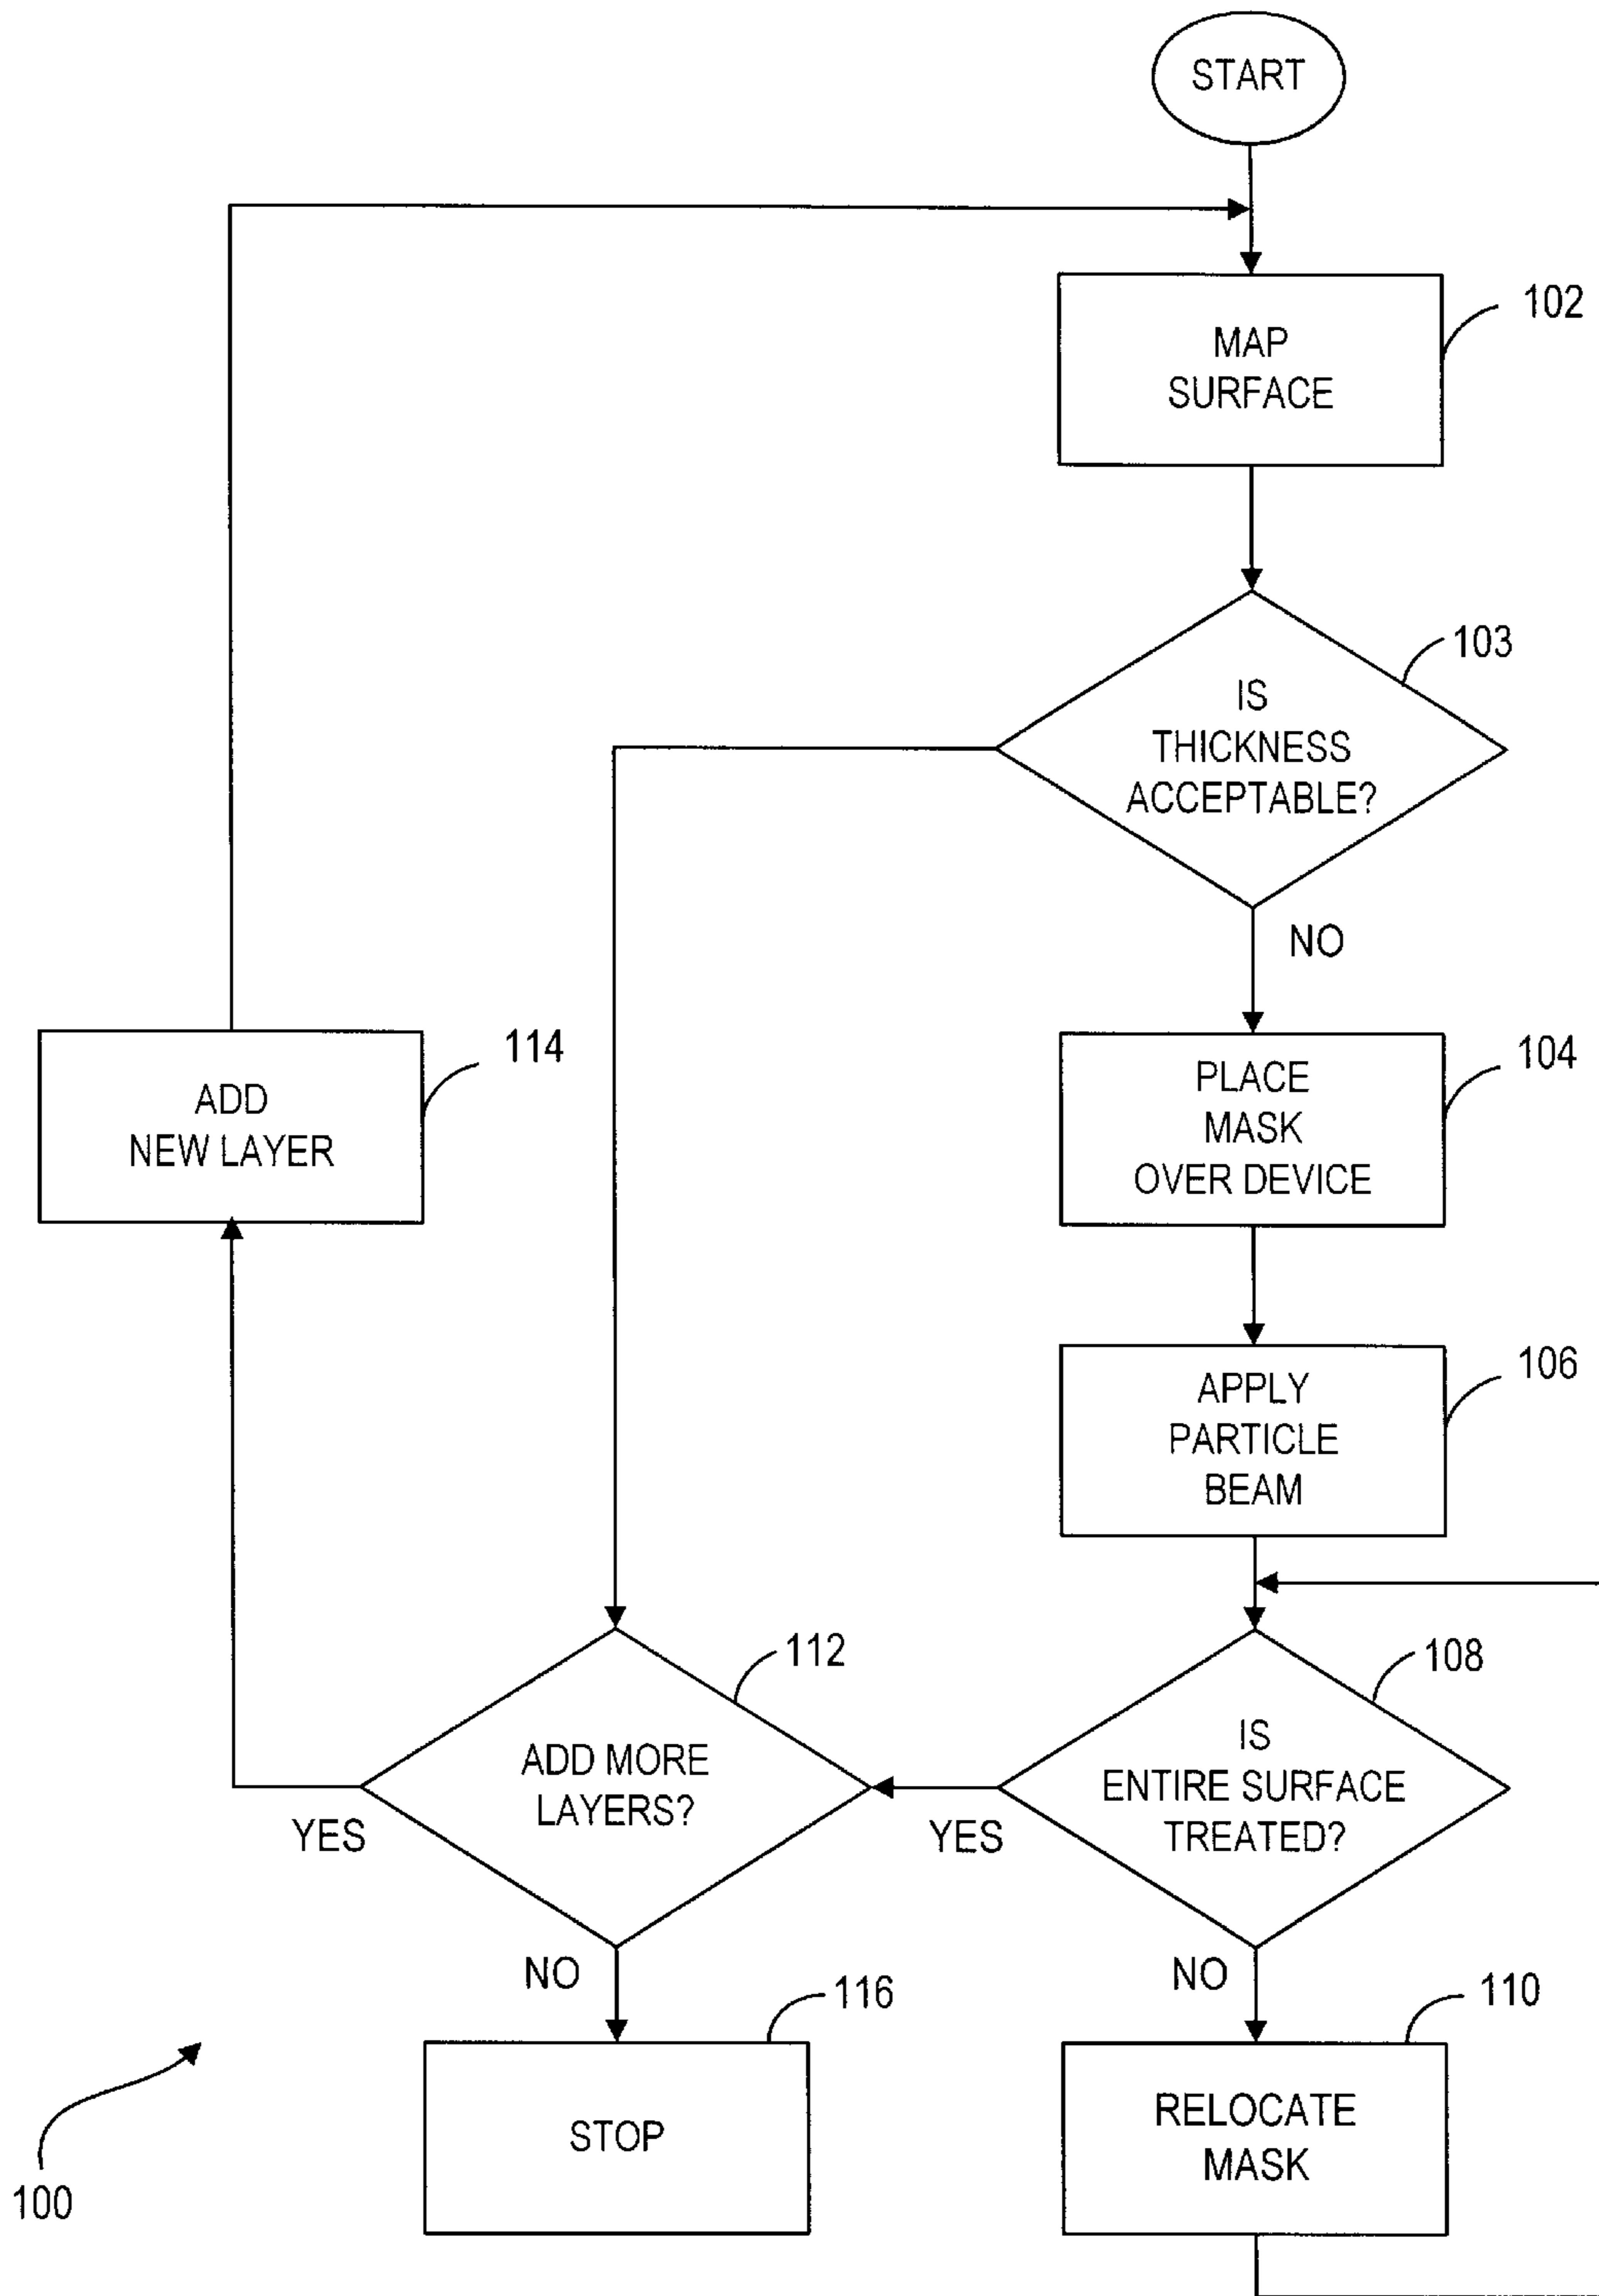 START
MAP
SURFACE
102
IS
THICKNESS
ACCEPTABLE?
103
NO
PLACE
MASK
OVER DEVICE
104
ADD
NEW LAYER
114
APPLY
PARTICLE
BEAM
106
IS
ENTIRE SURFACE
TREATED?
108
YES
ADD MORE
LAYERS?
112
YES
NO
STOP
116
NO
RELOCATE
MASK
110
100